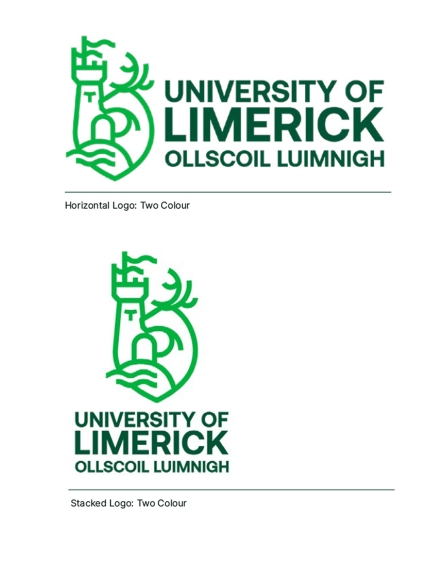 UNIVERSITY OF
LIMERICK
OLLSCOIL LUIMNIGH
Horizontal Logo: Two Colour
UNIVERSITY OF
LIMERICK
OLLSCOIL LUIMNIGH
Stacked Logo: Two Colour